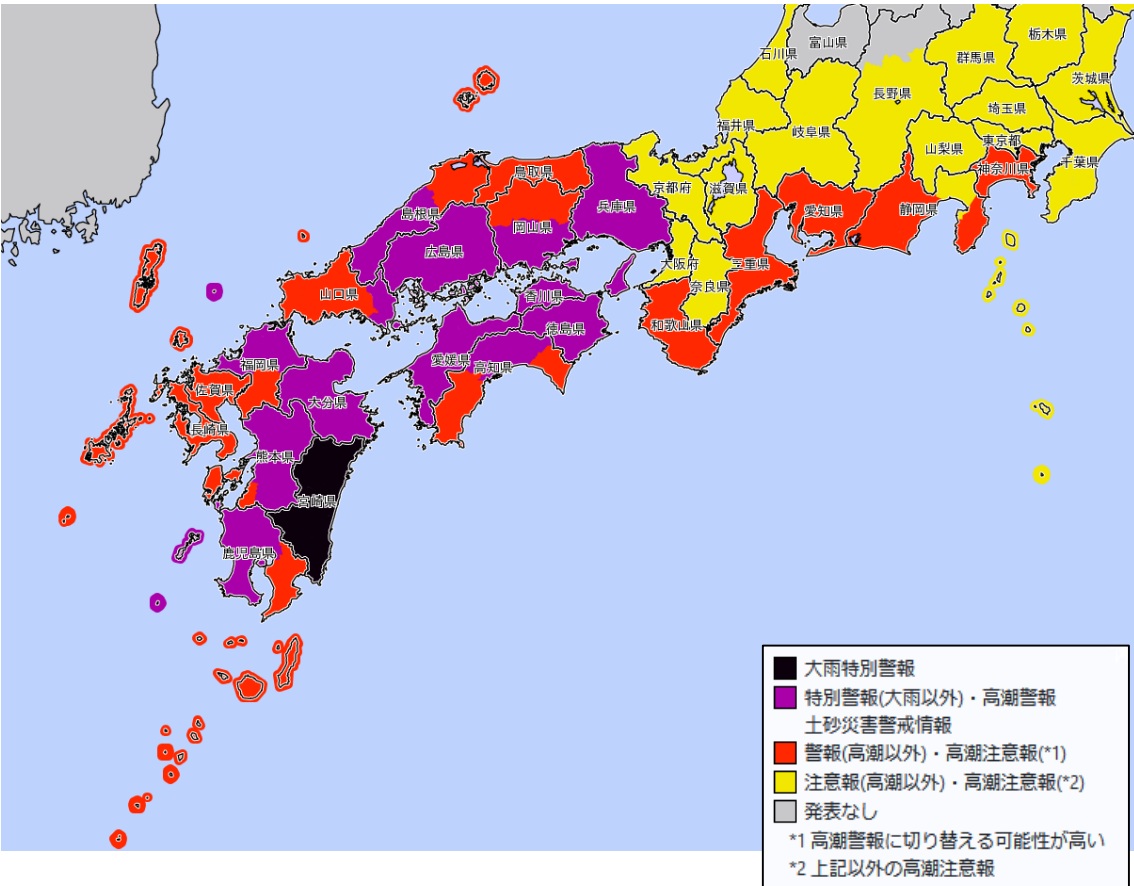 栃木県
富山県
石川県
群馬県
茨城県
長野県
埼玉県
福井県
岐阜県
東京都
山梨県
千葉県
神奈川県
鳥取県
京都府
滋賀県
兵庫県
島根県
愛知県
静岡県
岡山県
広島県
大阪府
三重県
奈良県
山口県
香川県
和歌山県
徳島県
愛媛県
福岡県
高知県
佐賀県
大分県
長崎県
熊本県
宮崎県
鹿児島県
大雨特別警報
特別警報(大雨以外)・高潮警報
土砂災害警戒情報
警報(高潮以外)・高潮注意報(*1)
注意報(高潮以外)・高潮注意報(*2)
発表なし
*1 高潮警報に切り替える可能性が高い
*2 上記以外の高潮注意報